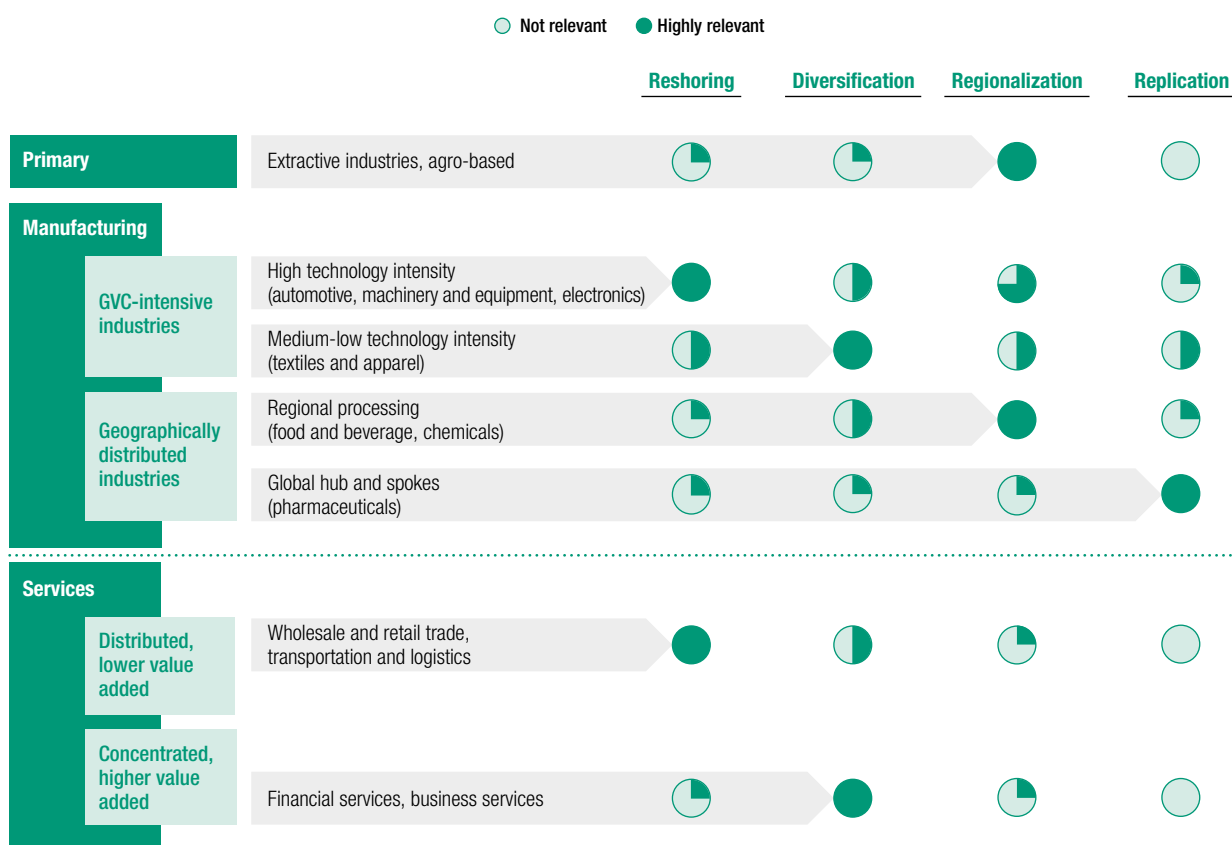 Not relevant
Highly relevant
Reshoring
Diversification
Regionalization
Replication
Primary
Extractive industries, agro-based
Manufacturing
GVC-intensive
industries
High technology intensity
(automotive, machinery and equipment, electronics)
Medium-low technology intensity
(textiles and apparel)
Geographically
distributed
industries
Regional processing
(food and beverage, chemicals)
Global hub and spokes
(pharmaceuticals)
Services
Distributed,
lower value
added
Wholesale and retail trade,
transportation and logistics
Concentrated,
higher value
added
Financial services, business services